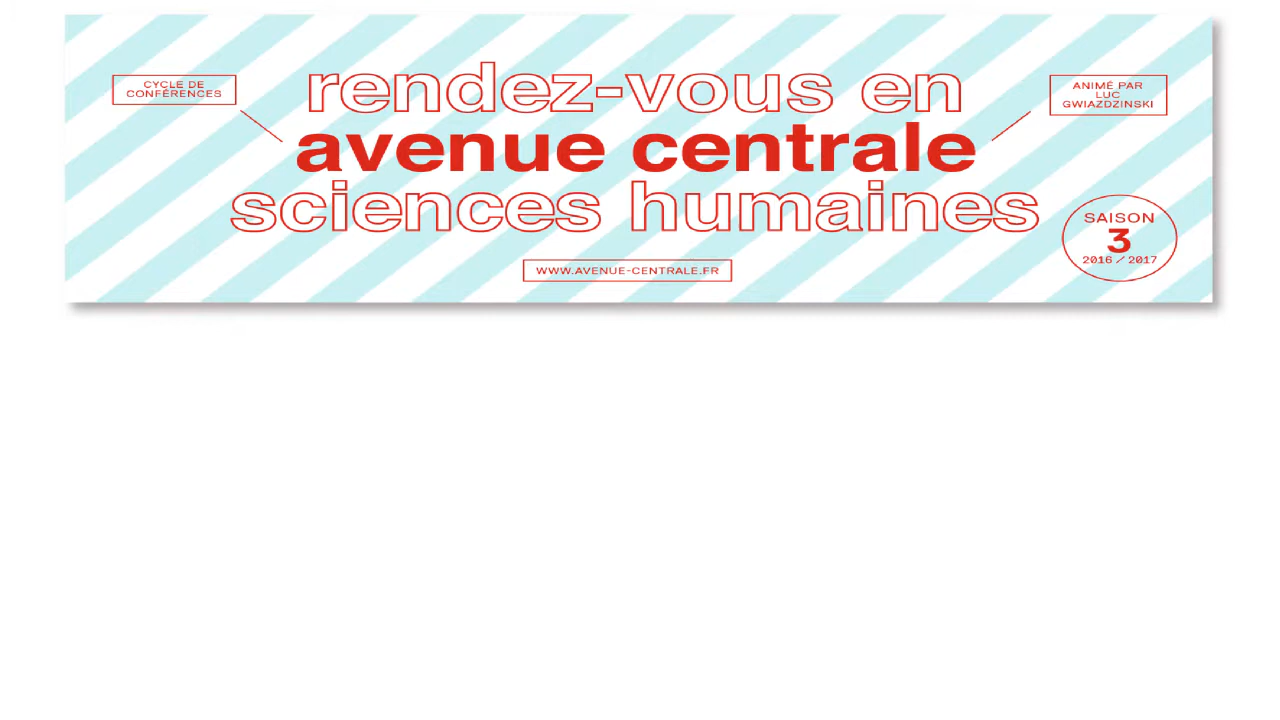 CYCLE DE
CONFÉRENCES
rendez-vous en
avenue centrale
sciences humaines
ANIMÉ PAR
LUC
GWIAZDZINSKI
SAISON
3
2016 / 2017
WWW.AVENUE-CENTRALE.FR